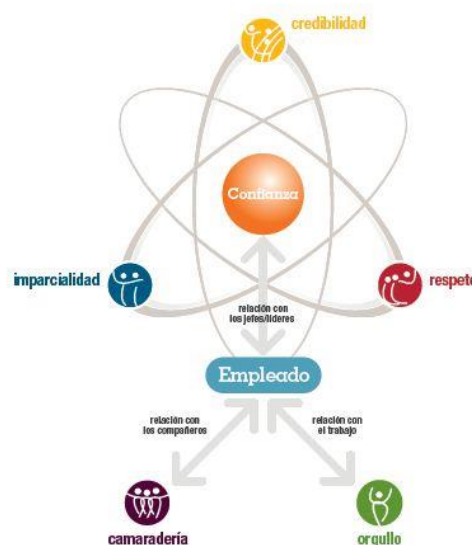 credibilidad
Confianza
imparcialidad
respeto
relación con
los jefes/líderes
Empleado
relación con
los compañeros
relación con
el trabajo
camaradería
orgullo